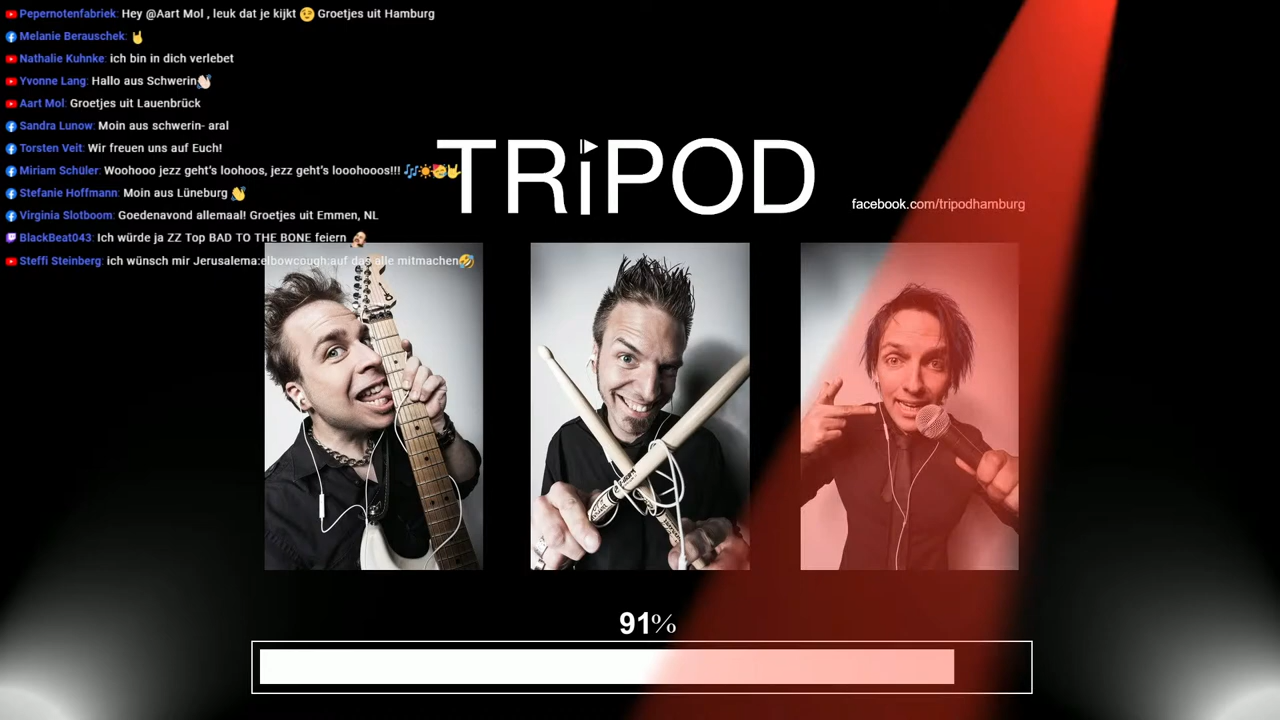 Pepernotenfabriek: Hey @Aart Mol , leuk dat je kijkt 😉 Groetjes uit Hamburg
Melanie Berauschek: 🤘
Nathalie Kuhnke: ich bin in dich verlebet
Yvonne Lang: Hallo aus Schwerin👋🏻
Aart Mol: Groetjes uit Lauenbrück
Sandra Lunow: Moin aus schwerin- aral
Torsten Veit: Wir freuen uns auf Euch!
Miriam Schüler: Woohooo jezz geht's loohoos, jezz geht's looohooos!!! 🎶☀️🥳🤘
Stefanie Hoffmann: Moin aus Lüneburg 👋
Virginia Slotboom: Goedenavond allemaal! Groetjes uit Emmen, NL
BlackBeat043: Ich würde ja ZZ Top BAD TO THE BONE feiern
Steffi Steinberg: ich wünsch mir Jerusalema:elbowcough:auf das alle mitmachen🤣
TRiPOD
facebook.com/tripodhamburg
91%